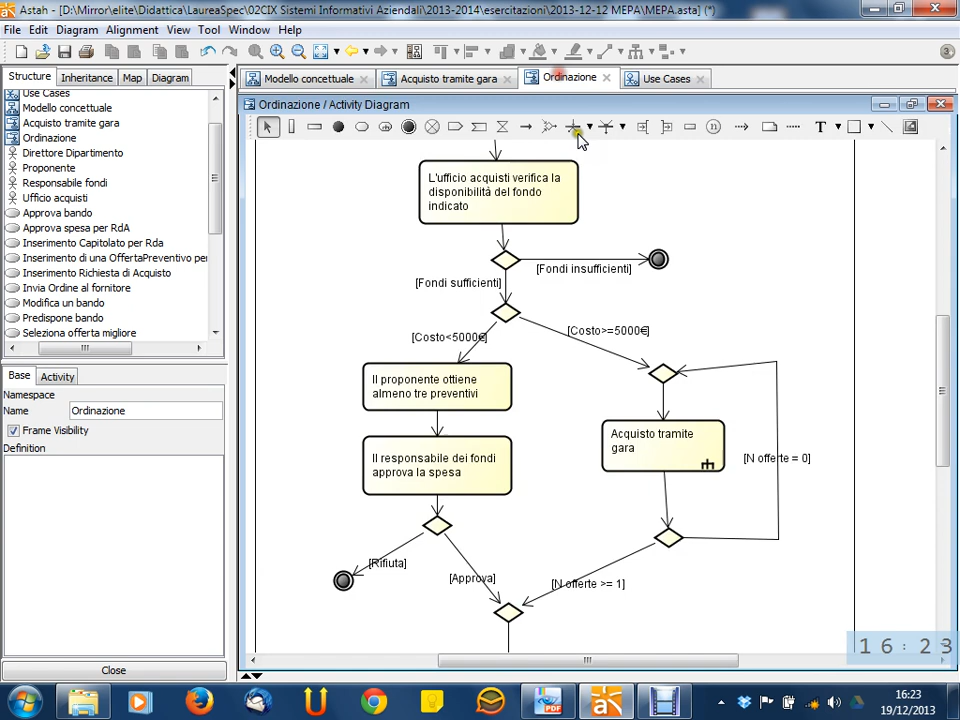 Astah - [D:\Mirror\elite\Didattica\LaureaSpec\02CIX Sistemi Informativi Aziendali\2013-2014\esercitazioni\2013-12-12 MEPA\MEPA.asta] (*)
File Edit Diagram Alignment View Tool Window Help
3
Structure Inheritance Map Diagram
Modello concettuale Acquisto tramite gara Ordinazione Use Cases
Ordinazione / Activity Diagram
Use Cases
Modello concettuale
Acquisto tramite gara
Ordinazione
Direttore Dipartimento
Proponente
Responsabile fondi
Ufficio acquisti
Approva bando
Approva spesa per RdA
Inserimento Capitolato per Rda
Inserimento di una OffertaPreventivo per
Inserimento Richiesta di Acquisto
Invia Ordine al fornitore
Modifica un bando
Predispone bando
Seleziona offerta migliore
Base Activity
Namespace
Name Ordinazione
Frame Visibility
Definition
Close
n
T
L'ufficio acquisti verifica la
disponibilità del fondo
indicato
[Fondi insufficienti]
[Fondi sufficienti]
[Costo<5000€]
[Costo>=5000€]
Il proponente ottiene
almeno tre preventivi
Acquisto tramite
gara
Il responsabile dei fondi
approva la spesa
[N offerte = 0]
[Rifiuta]
[Approva]
[N offerte >= 1]
16:23
PDF
16:23
19/12/2013